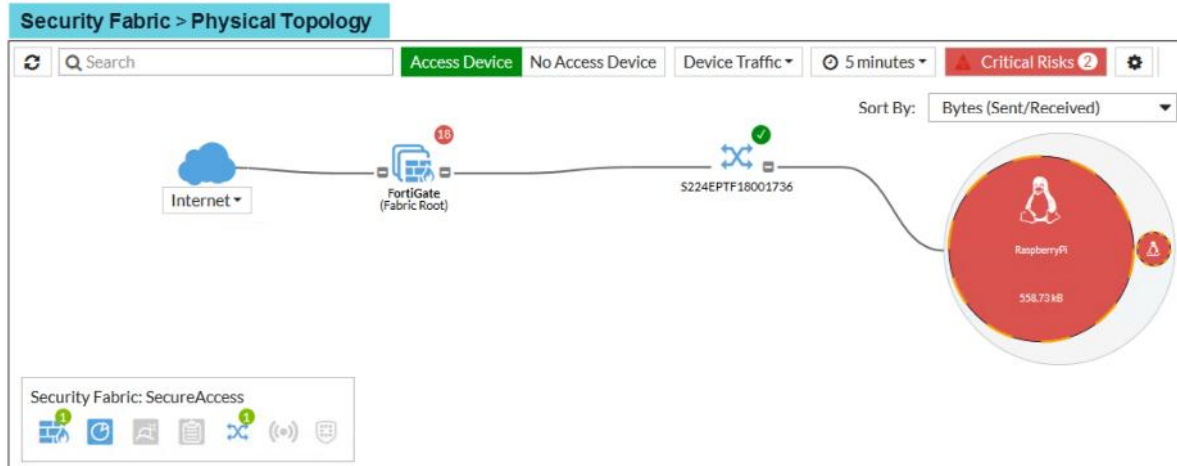 Security Fabric > Physical Topology
Search
Access Device No Access Device Device Traffic 5 minutes Critical Risks 2
Sort By: Bytes (Sent/Received)
18
Internet
FortiGate
(Fabric Root)
S224EPTF18001736
RaspberryPi
558.73 kB
Security Fabric: SecureAccess
1 1